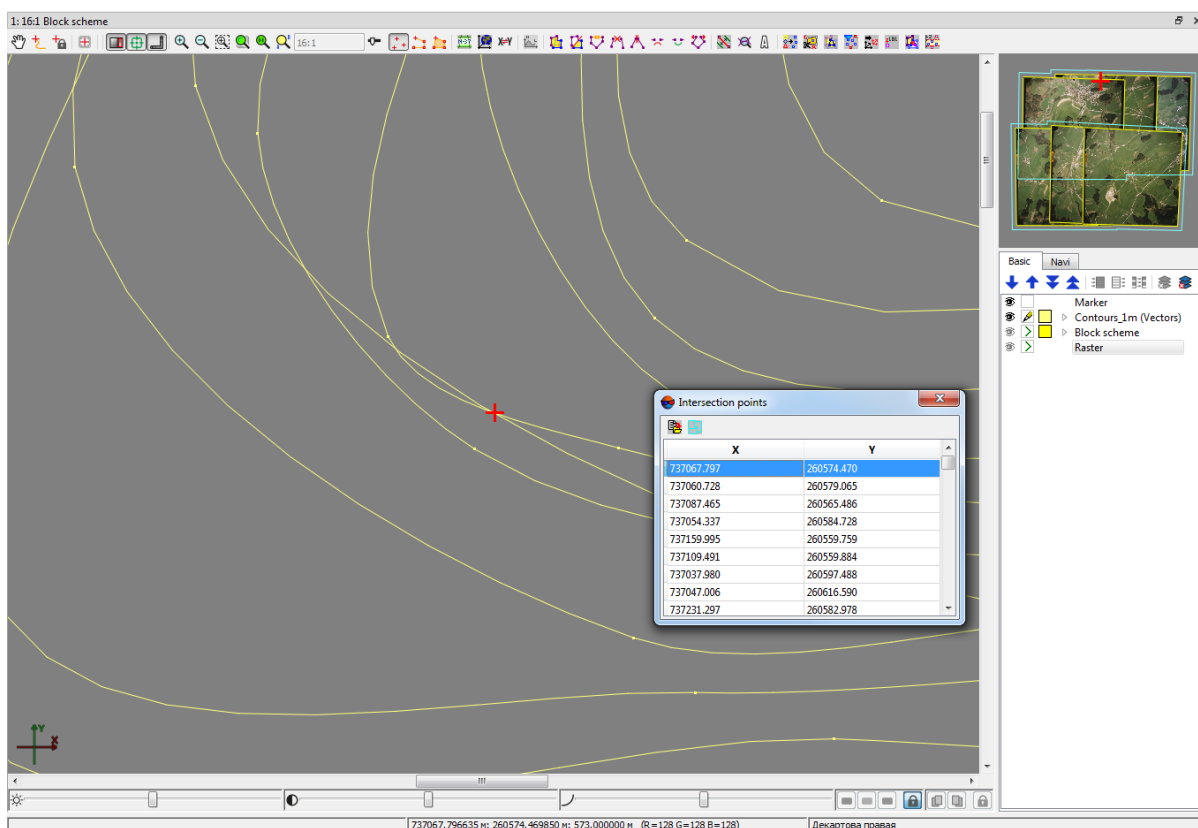 1: 16:1 Block scheme
16:1
Basic Navi
Marker
Contours_1m (Vectors)
Block scheme
Raster
Intersection points
X Y
737067.797 260574.470
737060.728 260579.065
737087.465 260565.486
737054.337 260584.728
737159.995 260559.759
737109.491 260559.884
737037.980 260597.488
737047.006 260616.590
737231.297 260582.978
Y
X
737067.796635 м; 260574.469850 м; 573.000000 м (R=128 G=128 B=128) Декартова правая